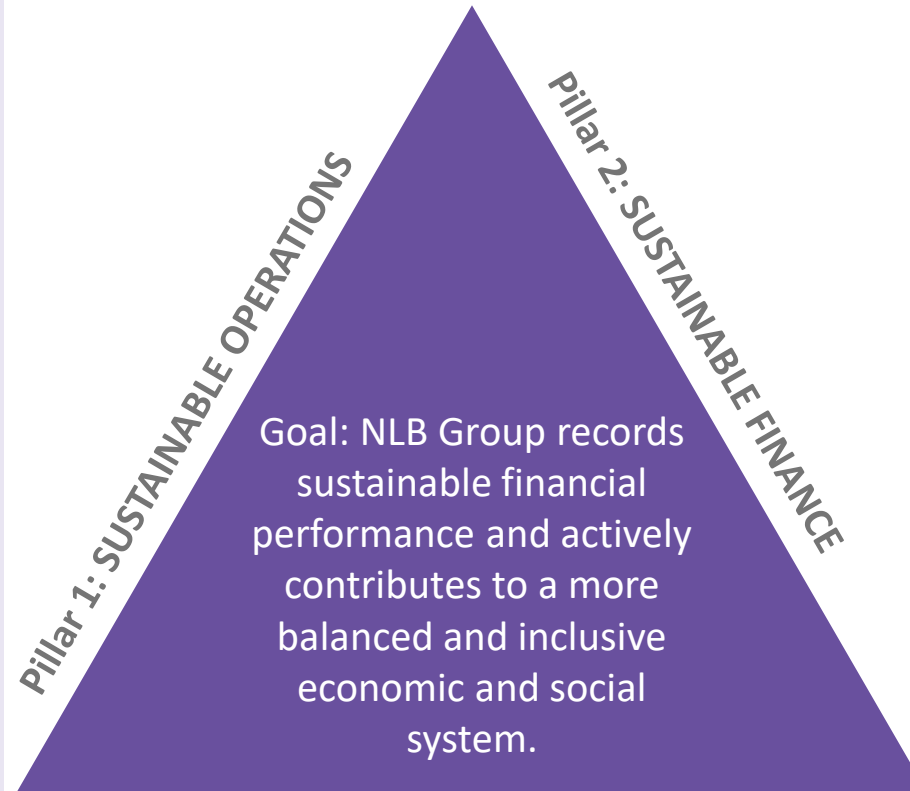 Pillar 1: SUSTAINABLE OPERATIONS
Pillar 2: SUSTAINABLE FINANCE
Goal: NLB Group records
sustainable financial
performance and actively
contributes to a more
balanced and inclusive
economic and social
system.